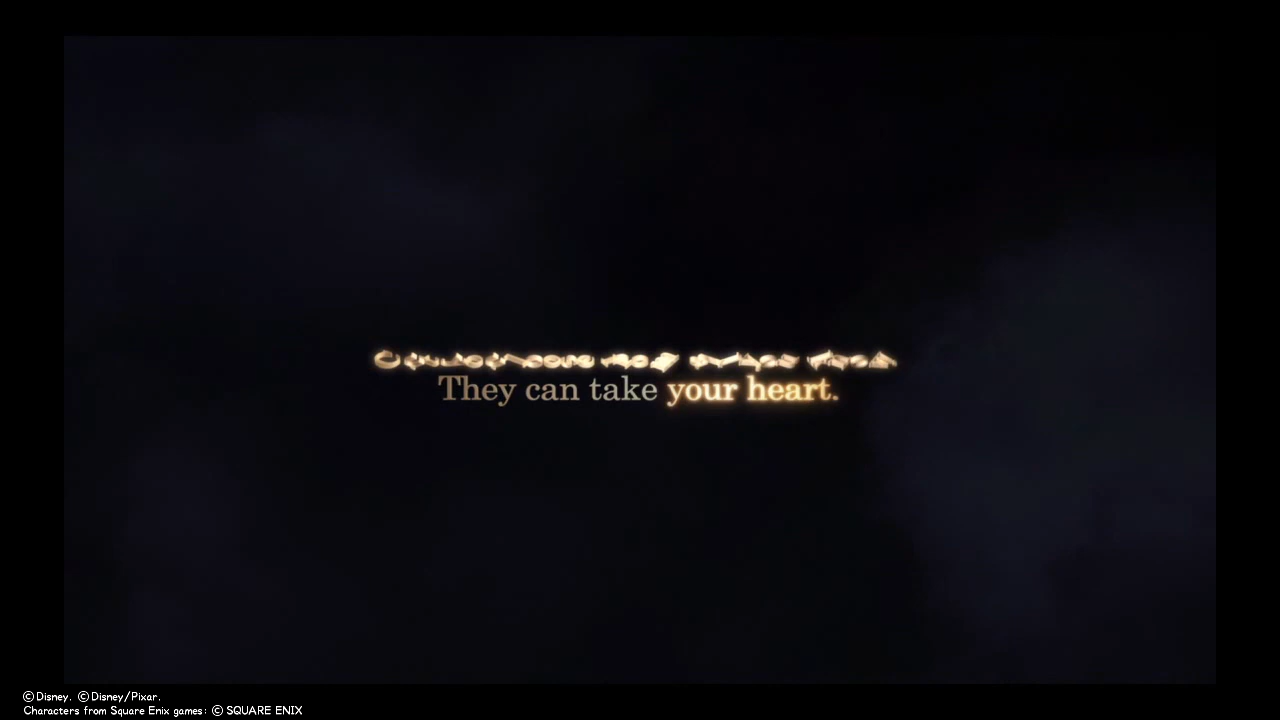 They can take your heart.
©Disney. ©Disney/Pixar.
Characters from Square Enix games: © SQUARE ENIX